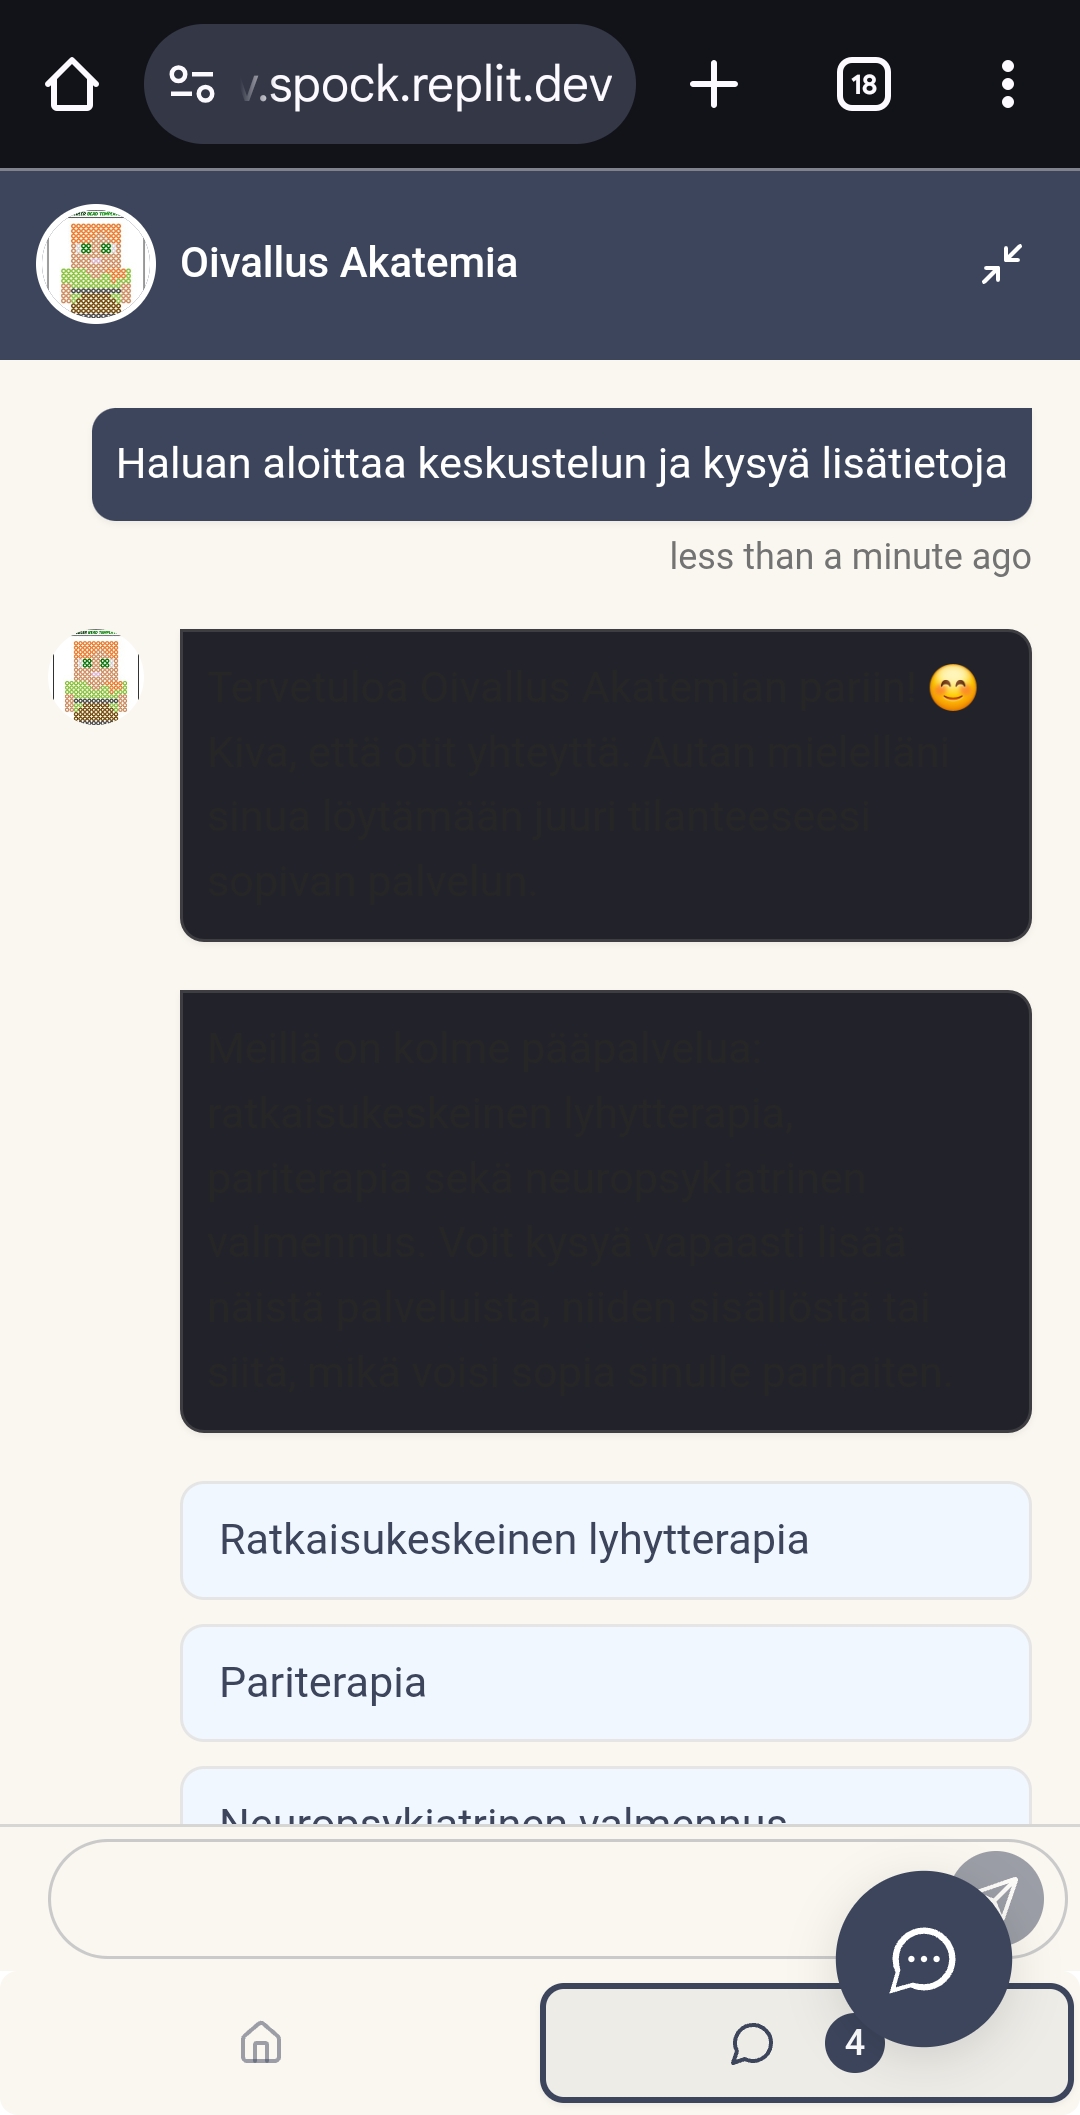 v.spock.replit.dev
18
Oivallus Akatemia
Haluan aloittaa keskustelun ja kysyä lisätietoja
less than a minute ago
Tervetuloa Oivallus Akatemian pariin! 😊
Kiva, että otit yhteyttä. Autan mielelläni
sinua löytämään juuri tilanteeseesi
sopivan palvelun.
Meillä on kolme pääpalvelua:
ratkaisukeskeinen lyhytterapia,
pariterapia sekä neuropsykiatrinen
valmennus. Voit kysyä vapaasti lisää
näistä palveluista, niiden sisällöstä tai
siitä, mikä voisi sopia sinulle parhaiten.
Ratkaisukeskeinen lyhytterapia
Pariterapia
Neuropsykiatrinen valmennus
4